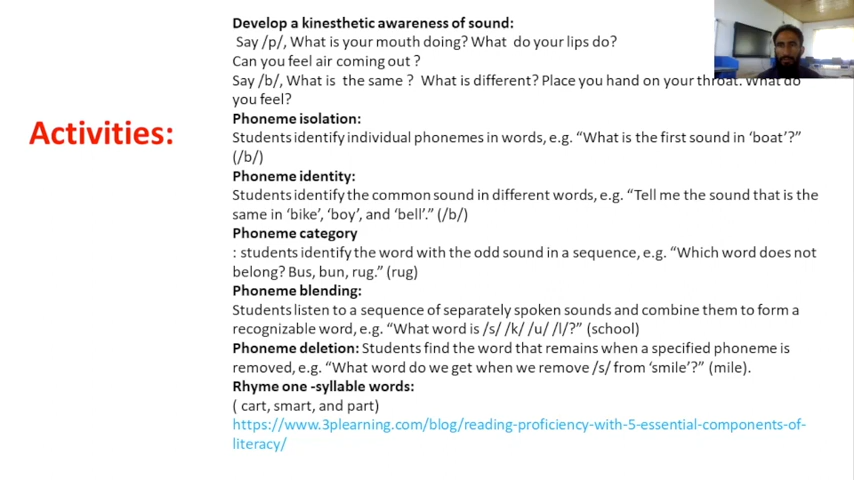 Develop a kinesthetic awareness of sound:
Say /p/, What is your mouth doing? What do your lips do?
Can you feel air coming out ?
Say /b/, What is the same ? What is different? Place you hand on your throat. What do
you feel?
Activities:
Phoneme isolation:
Students identify individual phonemes in words, e.g. “What is the first sound in ‘boat’?”
(/b/)
Phoneme identity:
Students identify the common sound in different words, e.g. “Tell me the sound that is the
same in ‘bike’, ‘boy’, and ‘bell’.” (/b/)
Phoneme category
: students identify the word with the odd sound in a sequence, e.g. “Which word does not
belong? Bus, bun, rug.” (rug)
Phoneme blending:
Students listen to a sequence of separately spoken sounds and combine them to form a
recognizable word, e.g. “What word is /s/ /k/ /u/ /l/?” (school)
Phoneme deletion: Students find the word that remains when a specified phoneme is
removed, e.g. “What word do we get when we remove /s/ from ‘smile’?” (mile).
Rhyme one -syllable words:
( cart, smart, and part)
https://www.3plearning.com/blog/reading-proficiency-with-5-essential-components-of-
literacy/